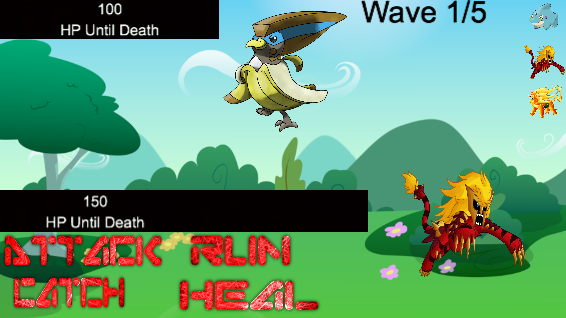 100
HP Until Death
Wave 1/5
150
HP Until Death
ATTACK RUN
CATCH HEAL